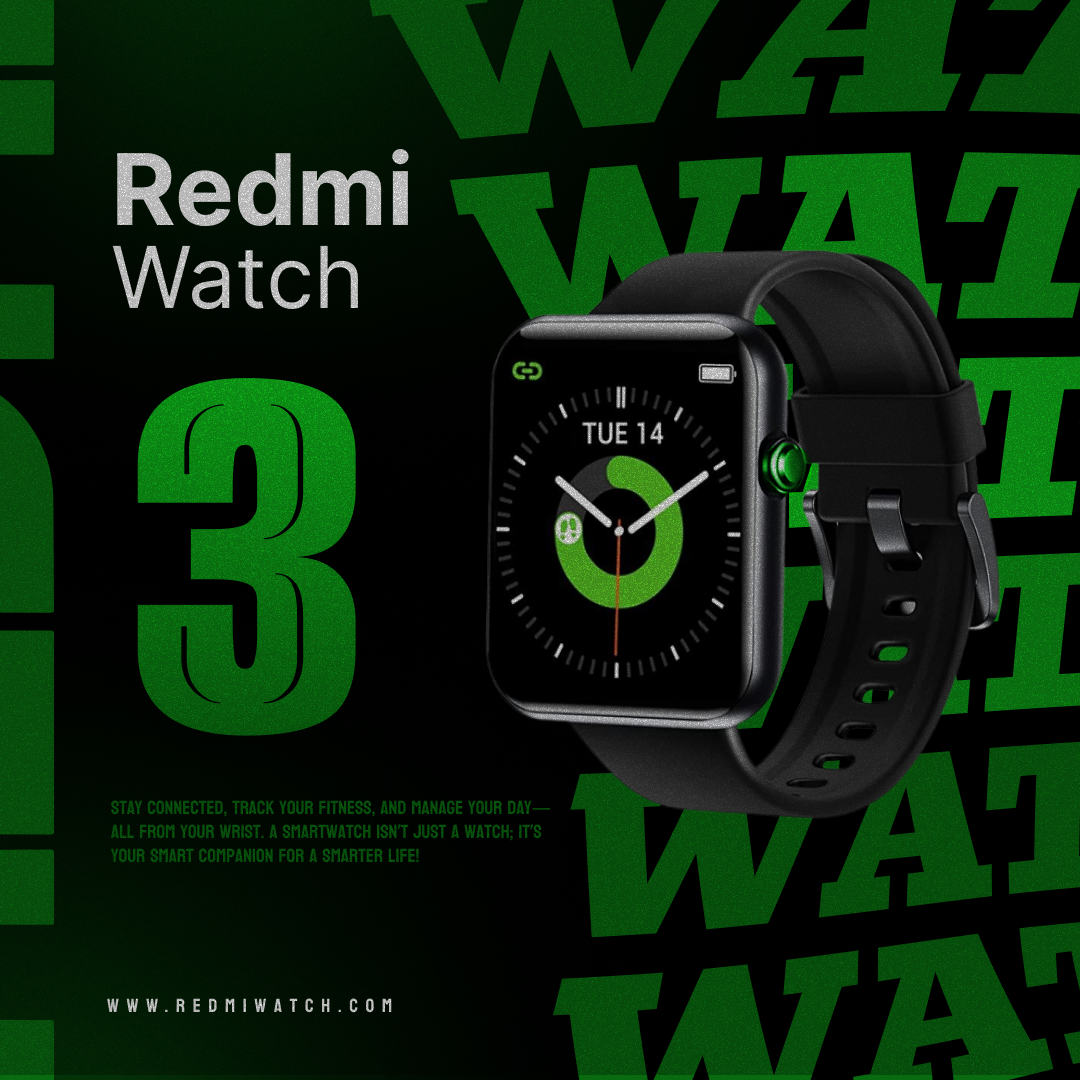 WAT
WAT
Redmi
Watch
3
TUE 14
STAY CONNECTED, TRACK YOUR FITNESS, AND MANAGE YOUR DAY—
ALL FROM YOUR WRIST. A SMARTWATCH ISN'T JUST A WATCH; IT'S
YOUR SMART COMPANION FOR A SMARTER LIFE!
WAT
WAT
WWW.REDMIWATCH.COM